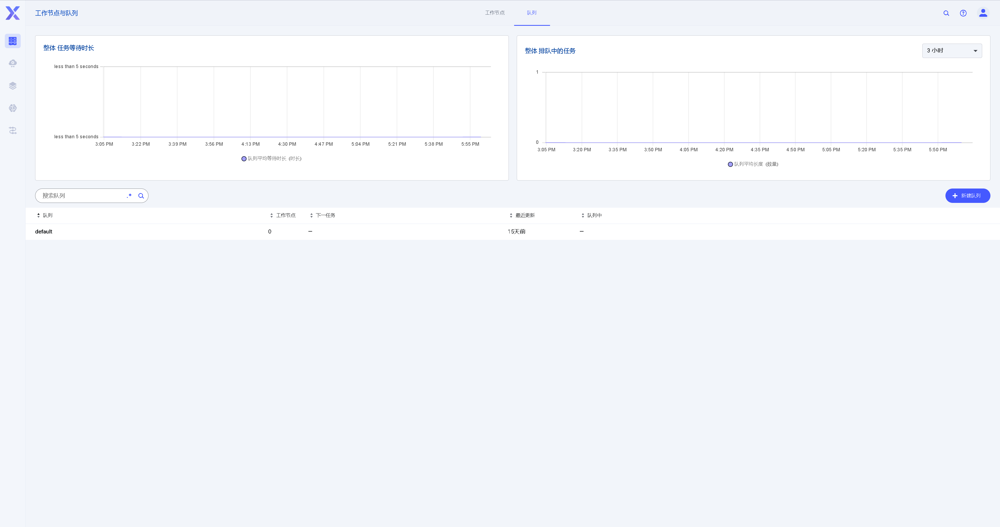 工作节点与队列
工作节点 队列
整体 任务等待时长
less than 5 seconds
less than 5 seconds
3:05 PM 3:22 PM 3:39 PM 3:56 PM 4:13 PM 4:30 PM 4:47 PM 5:04 PM 5:21 PM 5:38 PM 5:55 PM
队列平均等待时长 (时长)
整体 排队中的任务
3 小时
1
0
3:05 PM 3:20 PM 3:35 PM 3:50 PM 4:05 PM 4:20 PM 4:35 PM 4:50 PM 5:05 PM 5:20 PM 5:35 PM 5:50 PM
队列平均长度 (数量)
搜索队列 .*
新建队列
队列 工作节点 下一任务 最近更新 队列中
default 0 – 15天前 –